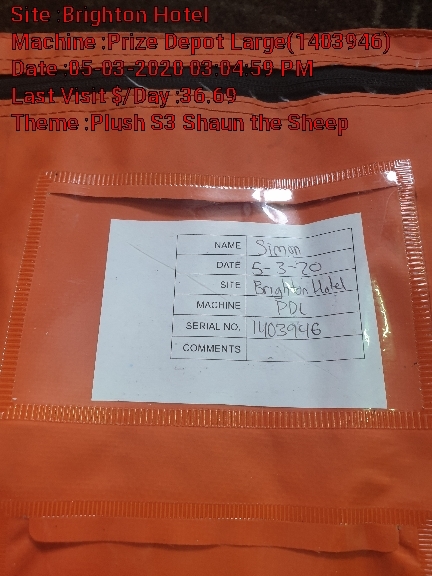 Site Brighton Hotel
Machine :Prize Depot Large(1403946)
Date :05-03-2020 03:04:59 PM
Last Visit $/Day :36.69
Theme :Plush S3 Shaun the Sheep
NAME Simon
DATE 5-3-20
SITE Brighton Hotel
MACHINE PDL
SERIAL NO. 1403946
COMMENTS